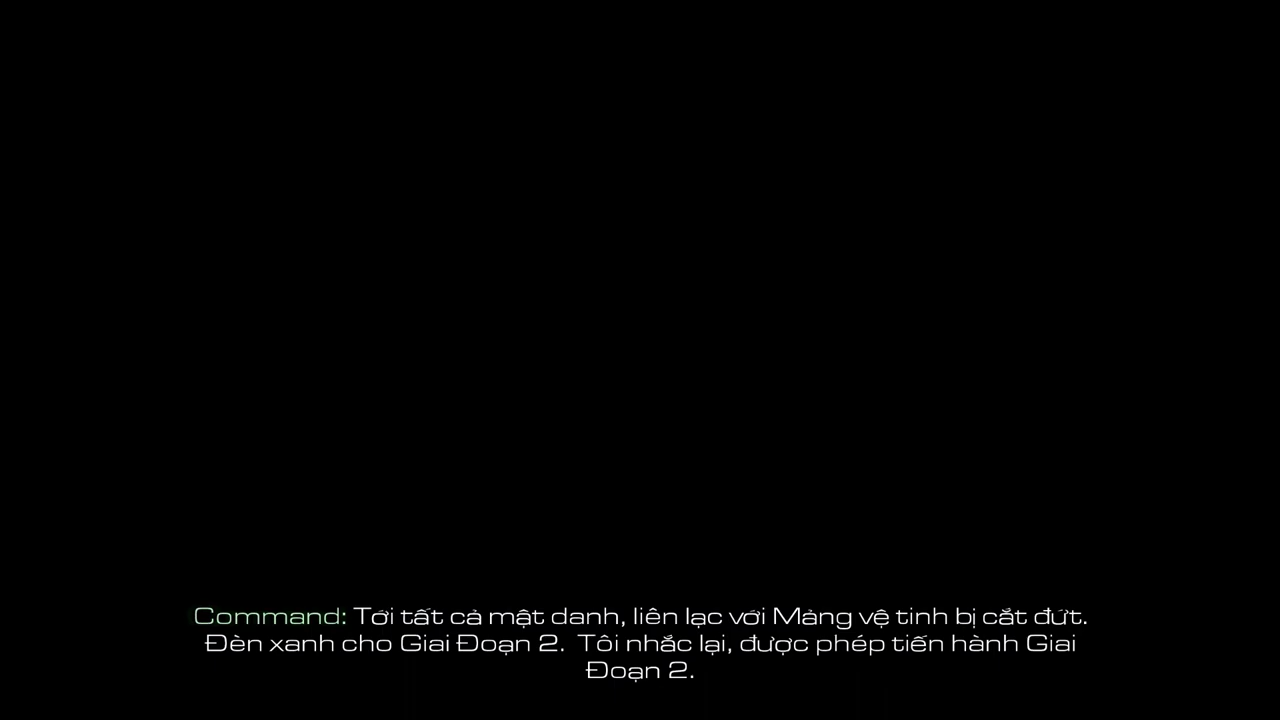 Command: Tới tất cả mật danh, liên lạc với Mảng vệ tinh bị cắt đứt.
Đèn xanh cho Giai Đoạn 2.  Tôi nhắc lại, được phép tiến hành Giai
Đoạn 2.